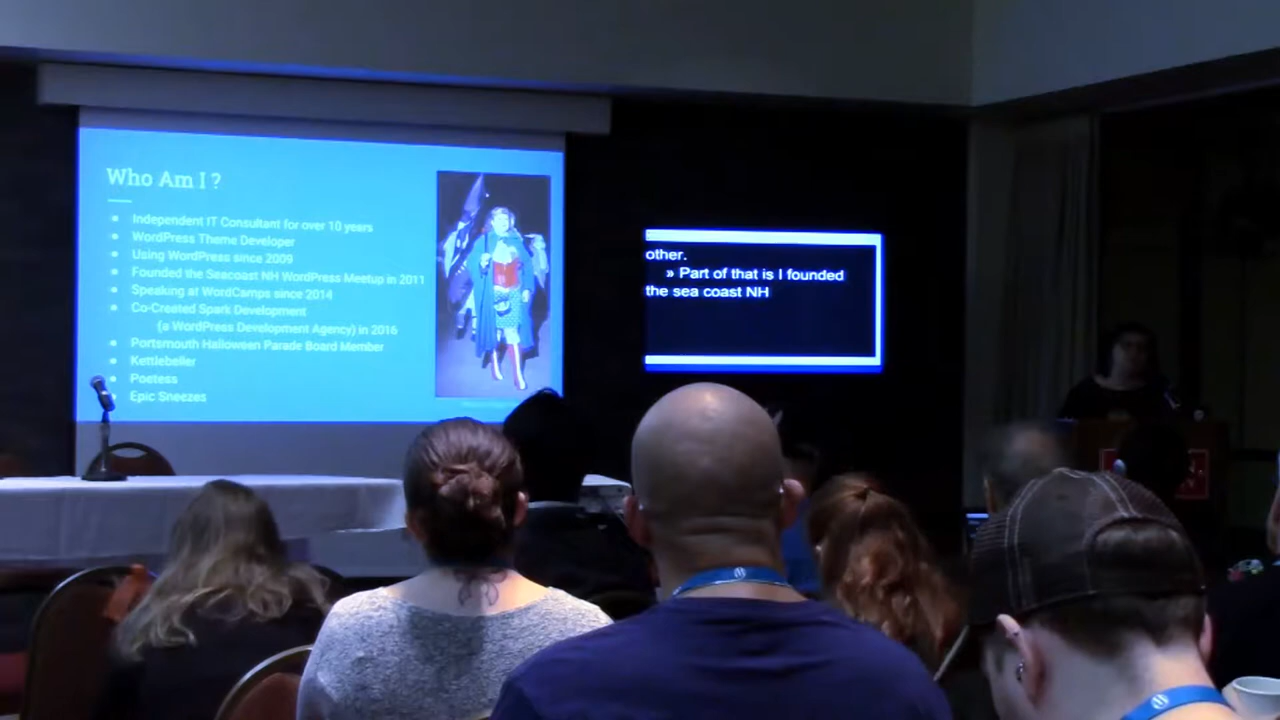 Who Am I ?
Independent IT Consultant for over 10 years
WordPress Theme Developer
Using WordPress since 2009
Founded the Seacoast NH WordPress Meetup in 2011
Speaking at WordCamps since 2014
Co-Created Spark Development
(a WordPress Development Agency) in 2016
Portsmouth Halloween Parade Board Member
Kettlebeller
Poetess
Epic Sneezes
other.
» Part of that is I founded
the sea coast NH